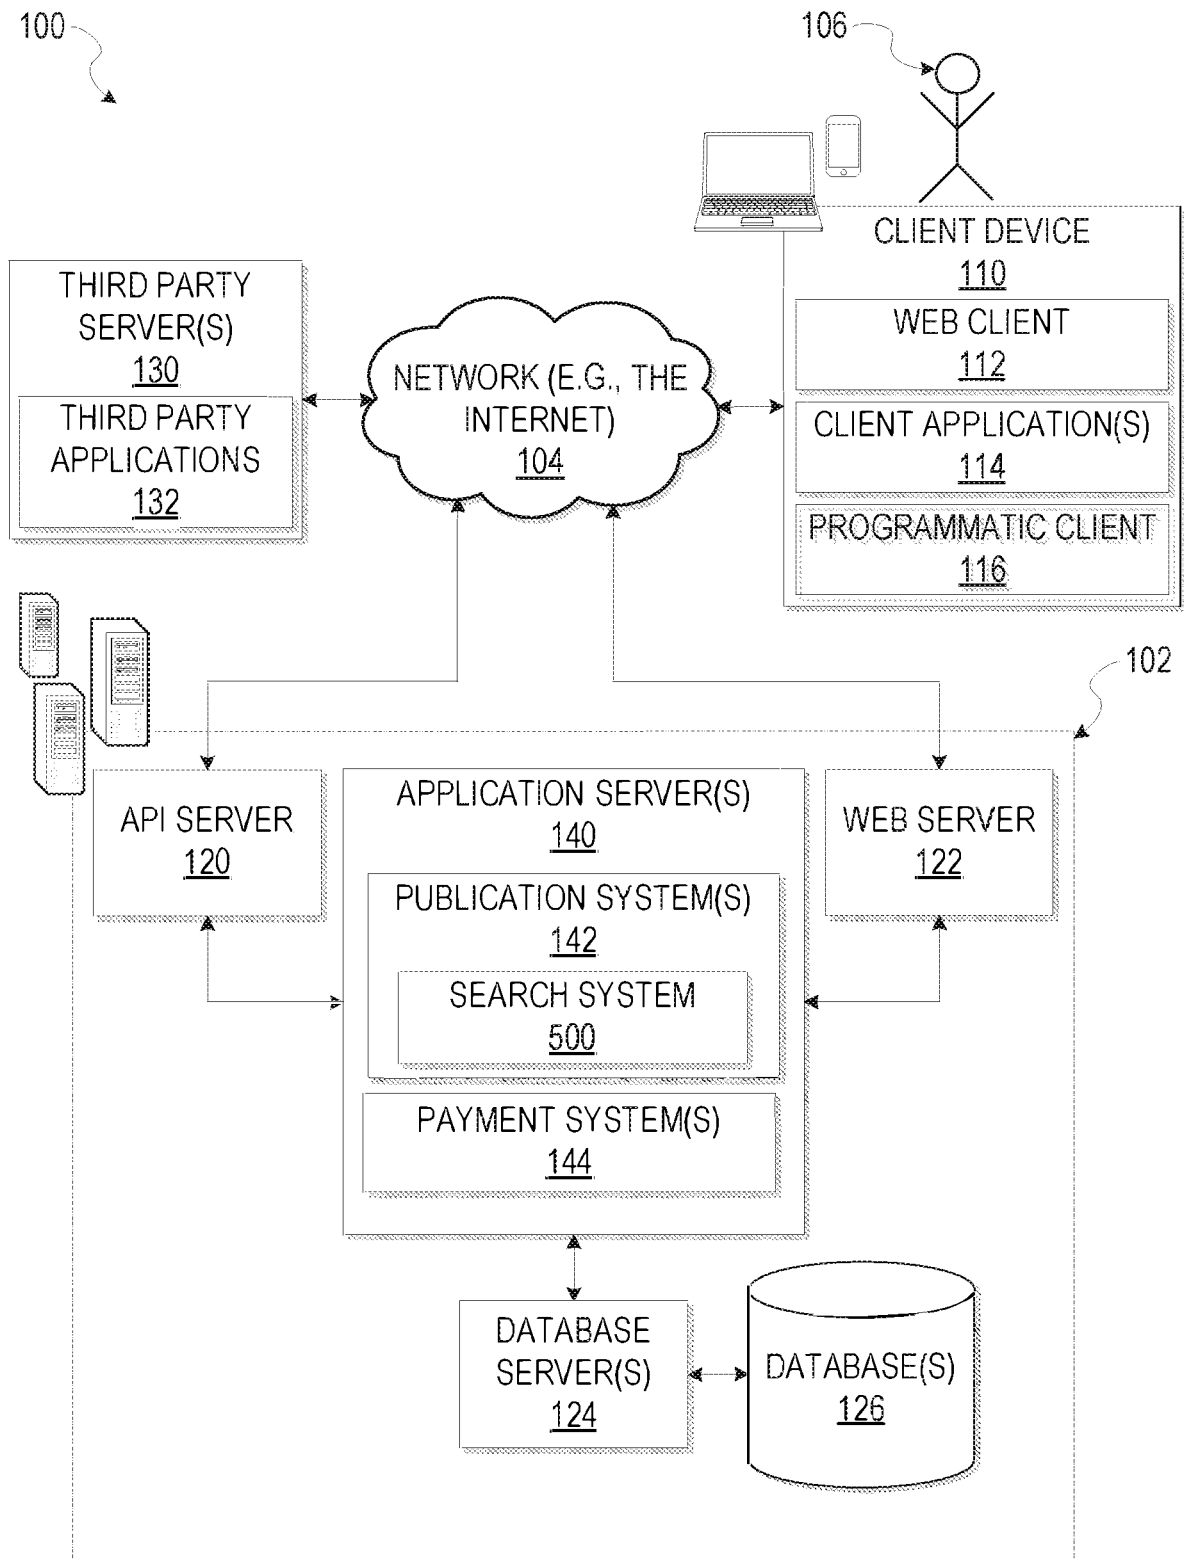 100
106
CLIENT DEVICE
110
WEB CLIENT
112
CLIENT APPLICATION(S)
114
PROGRAMMATIC CLIENT
116
THIRD PARTY
SERVER(S)
130
THIRD PARTY
APPLICATIONS
132
NETWORK (E.G., THE
INTERNET)
104
102
API SERVER
120
APPLICATION SERVER(S)
140
PUBLICATION SYSTEM(S)
142
SEARCH SYSTEM
500
PAYMENT SYSTEM(S)
144
WEB SERVER
122
DATABASE
SERVER(S)
124
DATABASE(S)
126